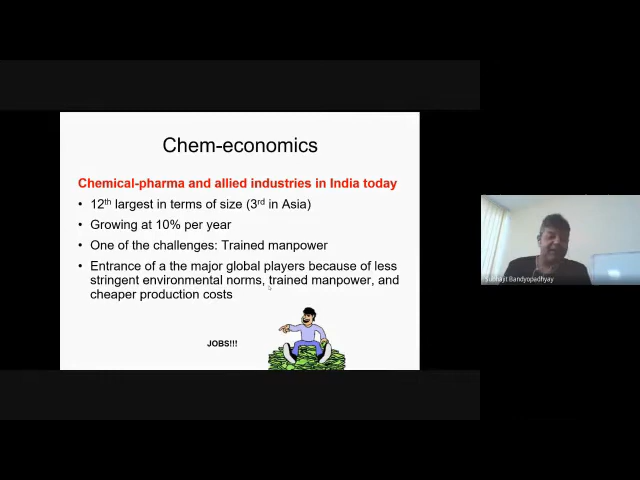 Chem-economics
Chemical-pharma and allied industries in India today
• 12th largest in terms of size (3rd in Asia)
• Growing at 10% per year
• One of the challenges: Trained manpower
• Entrance of a the major global players because of less
stringent environmental norms, trained manpower, and
cheaper production costs
JOBS!!!
Subhajit Bandyopadhyay